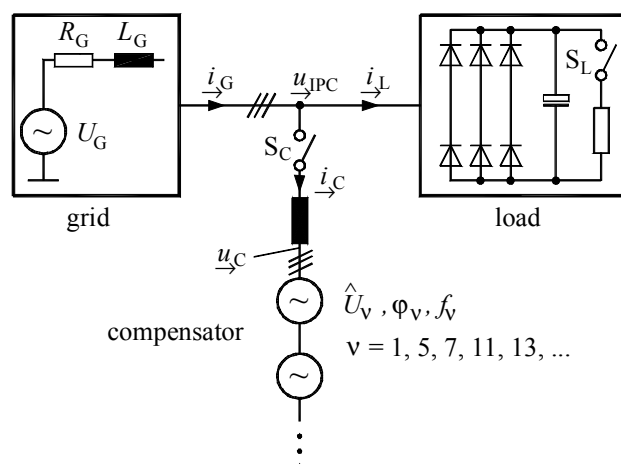 R_G L_G
U_G
~
grid
i_G
u_IPC
i_L
S_L
load
S_C
i_C
u_C
~
Û_ν , φ_ν, f_ν
compensator
ν = 1, 5, 7, 11, 13, ...
~